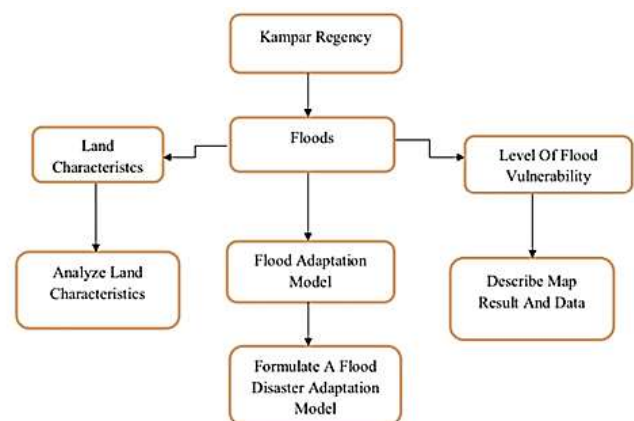 Kampar Regency
Floods
Land
Characteristcs
Level Of Flood
Vulnerability
Analyze Land
Characteristics
Flood Adaptation
Model
Describe Map
Result And Data
Formulate A Flood
Disaster Adaptation
Model